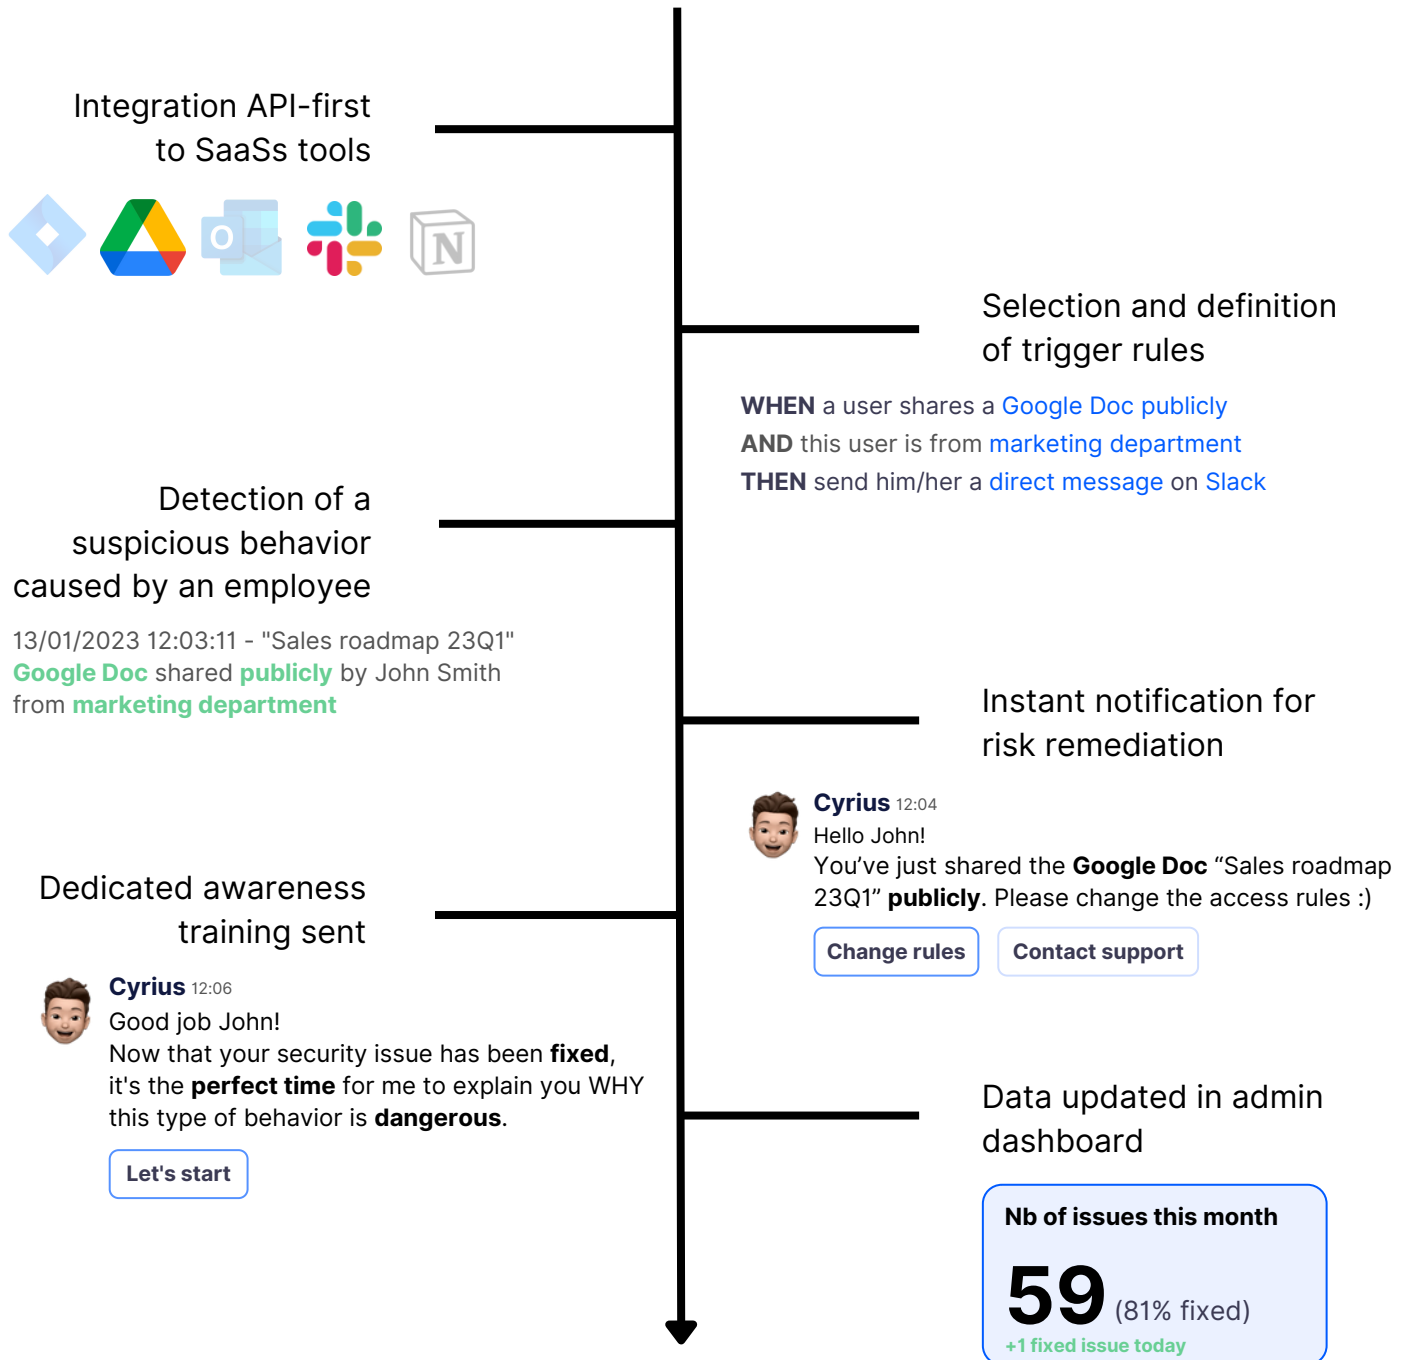 Integration API-first
to SaaSs tools
O
N
Selection and definition
of trigger rules
WHEN a user shares a Google Doc publicly
AND this user is from marketing department
THEN send him/her a direct message on Slack
Detection of a
suspicious behavior
caused by an employee
13/01/2023 12:03:11 - "Sales roadmap 23Q1"
Google Doc shared publicly by John Smith
from marketing department
Instant notification for
risk remediation
Cyrius 12:04
Hello John!
You’ve just shared the Google Doc “Sales roadmap
23Q1” publicly. Please change the access rules :)
Change rules
Contact support
Dedicated awareness
training sent
Cyrius 12:06
Good job John!
Now that your security issue has been fixed,
it's the perfect time for me to explain you WHY
this type of behavior is dangerous.
Let's start
Data updated in admin
dashboard
Nb of issues this month
59 (81% fixed)
+1 fixed issue today